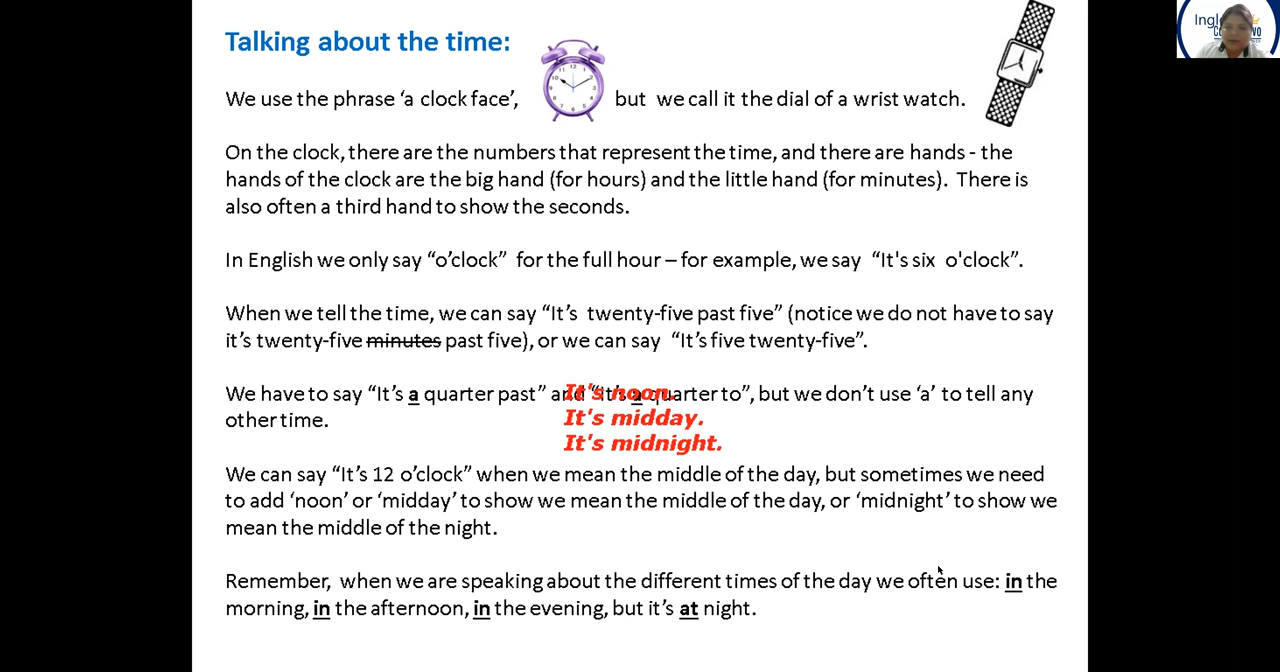 Talking about the time:
We use the phrase ‘a clock face’, but we call it the dial of a wrist watch.
On the clock, there are the numbers that represent the time, and there are hands - the
hands of the clock are the big hand (for hours) and the little hand (for minutes). There is
also often a third hand to show the seconds.
In English we only say “o’clock” for the full hour – for example, we say “It's six o'clock”.
When we tell the time, we can say “It’s twenty-five past five” (notice we do not have to say
it’s twenty-five minutes past five), or we can say “It’s five twenty-five”.
We have to say “It’s a quarter past” and “it’s a quarter to”, but we don’t use ‘a’ to tell any
other time.
It's noon.
It's midday.
It's midnight.
We can say “It’s 12 o’clock” when we mean the middle of the day, but sometimes we need
to add ‘noon’ or ‘midday’ to show we mean the middle of the day, or ‘midnight’ to show we
mean the middle of the night.
Remember, when we are speaking about the different times of the day we often use: in the
morning, in the afternoon, in the evening, but it’s at night.